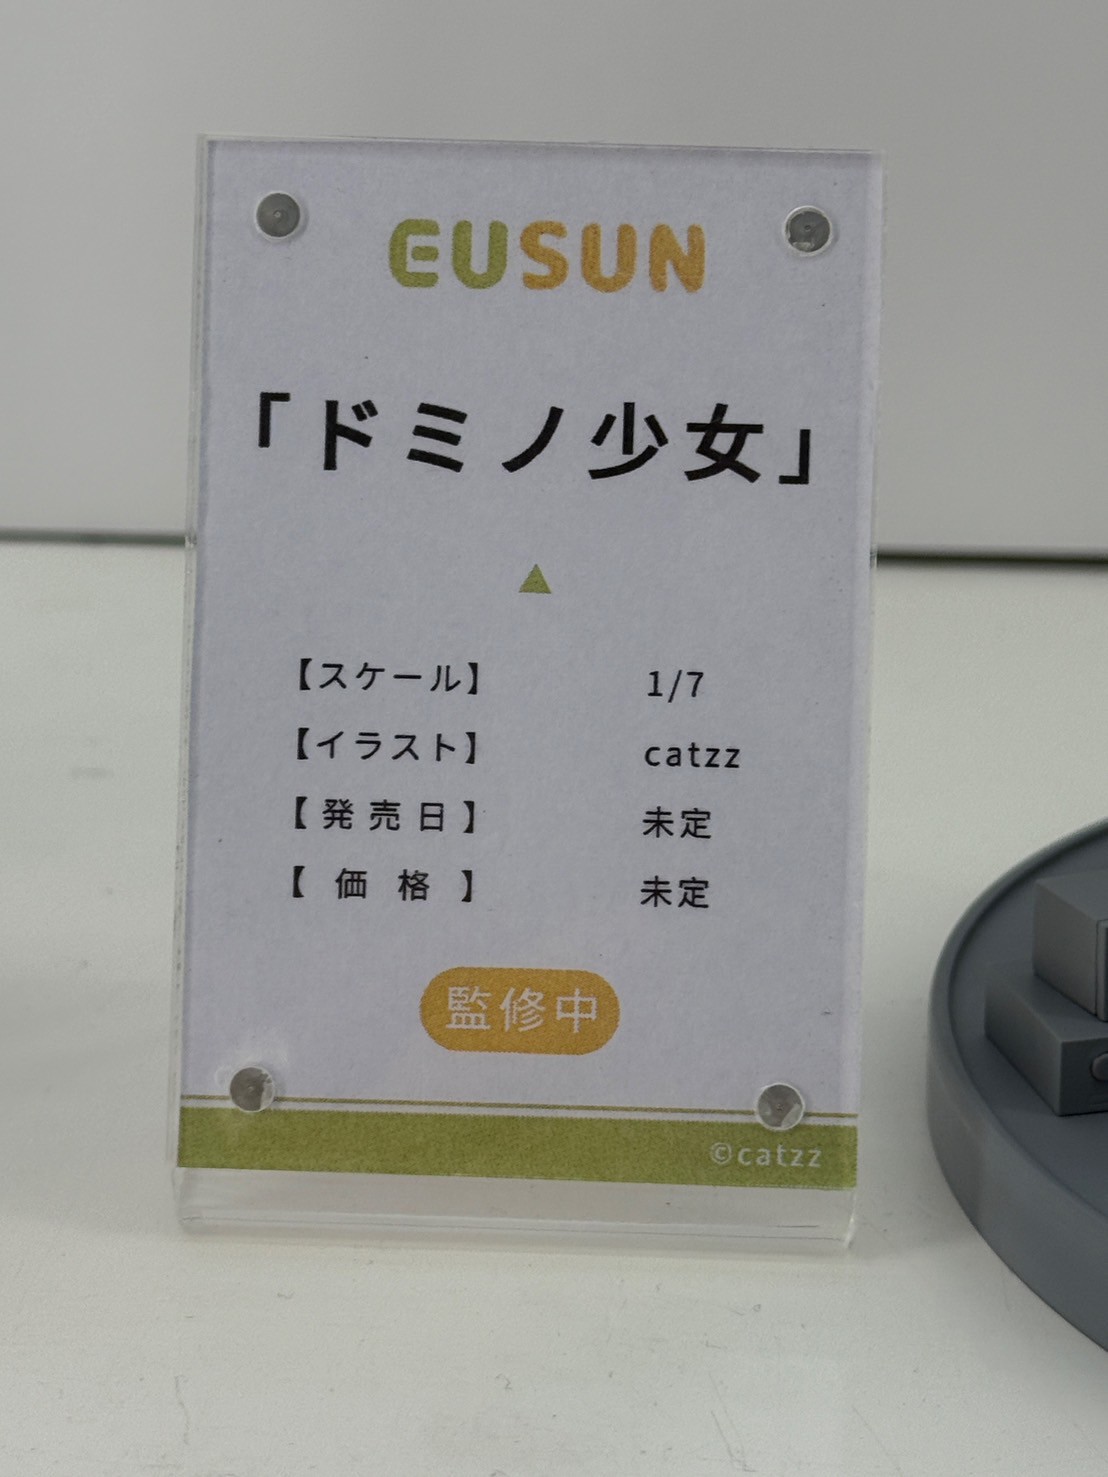 EUSUN
「ドミノ少女」
【スケール】 1/7
【イラスト】 catzz
【発売日】 未定
【価格】 未定
監修中
©catzz